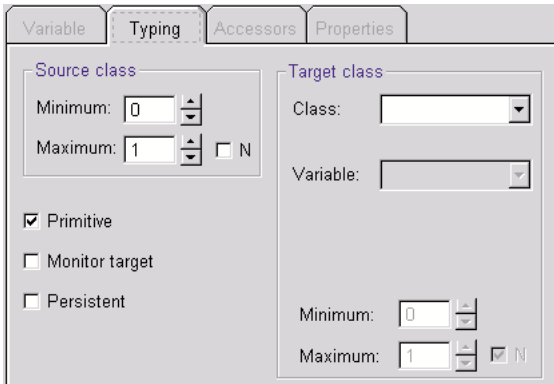 Variable Typing Accessors Properties
Source class
Minimum: 0
Maximum: 1 N
Primitive
Monitor target
Persistent
Target class
Class:
Variable:
Minimum: 0
Maximum: 1 N